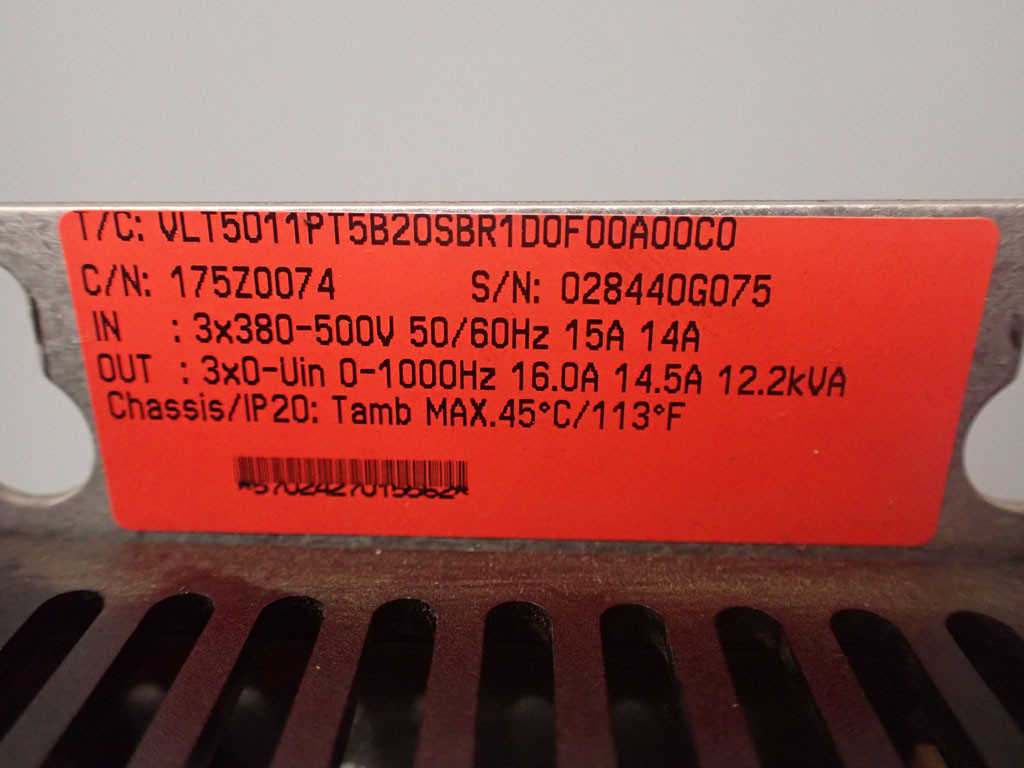 T/C: VLT5011PT5B20SBR1D0F00A00C0
C/N: 175Z0074 S/N: 028440G075
IN : 3x380-500V 50/60Hz 15A 14A
OUT : 3x0-Uin 0-1000Hz 16.0A 14.5A 12.2kVA
Chassis/IP20: Tamb MAX.45°C/113°F